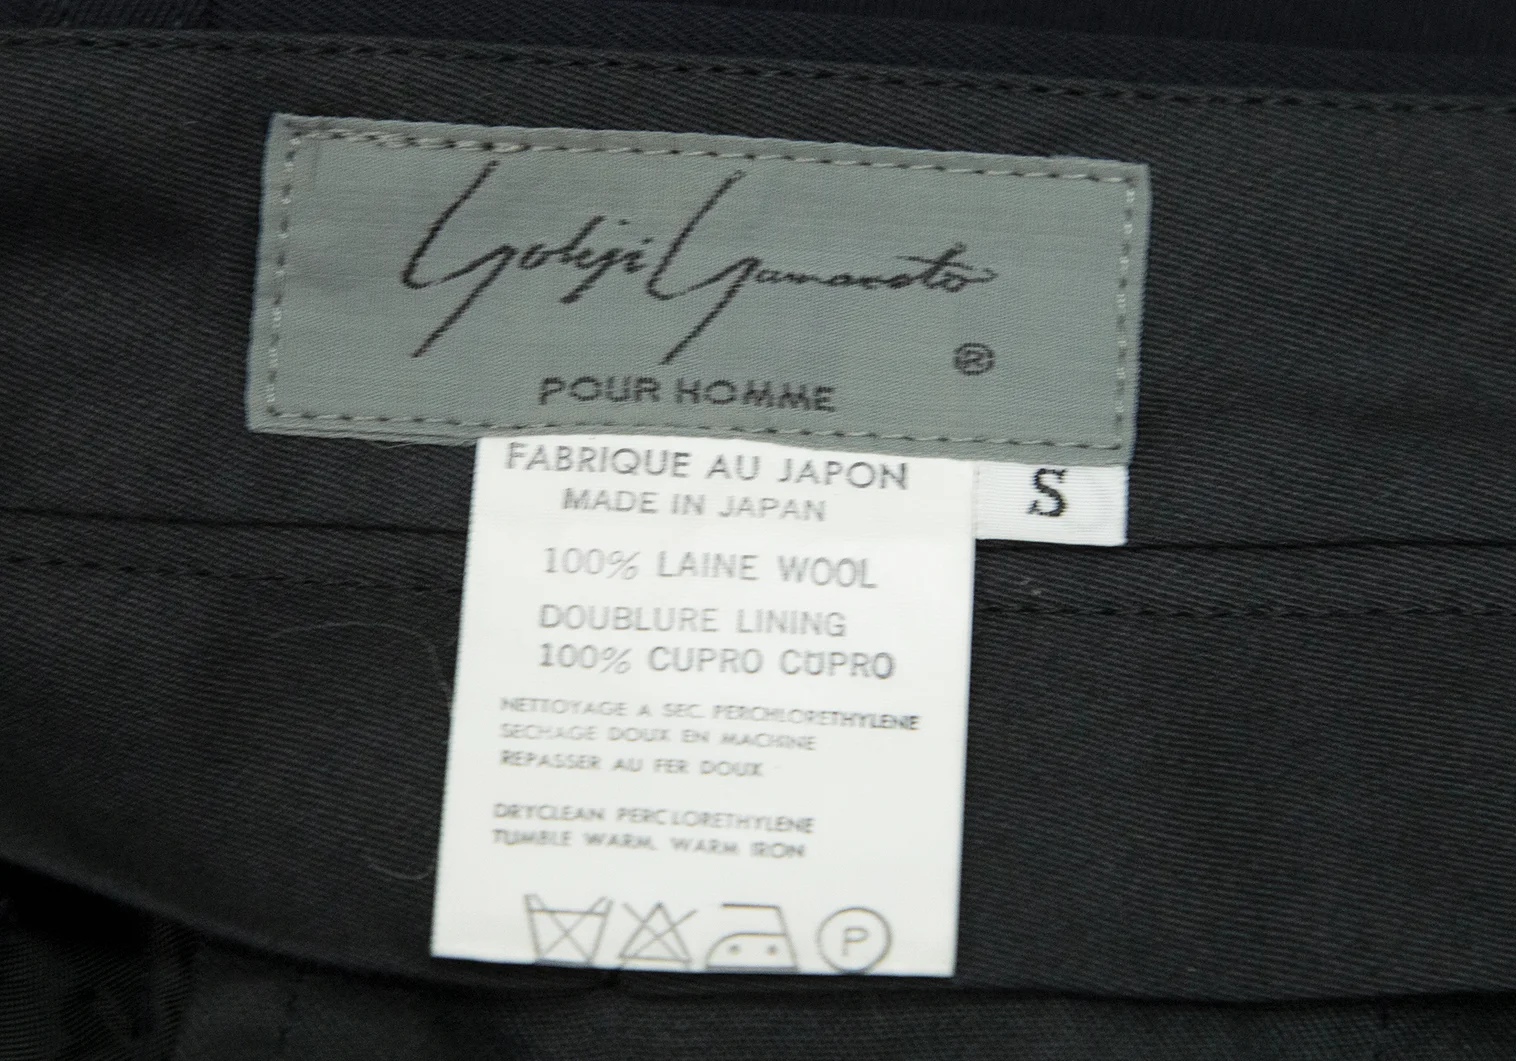 Yohji Yamamoto
®
POUR HOMME
FABRIQUE AU JAPON
MADE IN JAPAN
S
100% LAINE WOOL
DOUBLURE LINING
100% CUPRO CUPRO
NETTOYAGE A SEC PERCHLORETHYLENE
SECHAGE DOUX EN MACHINE
REPASSER AU FER DOUX
DRYCLEAN PERCLORETHYLENE
TUMBLE WARM. WARM IRON
P